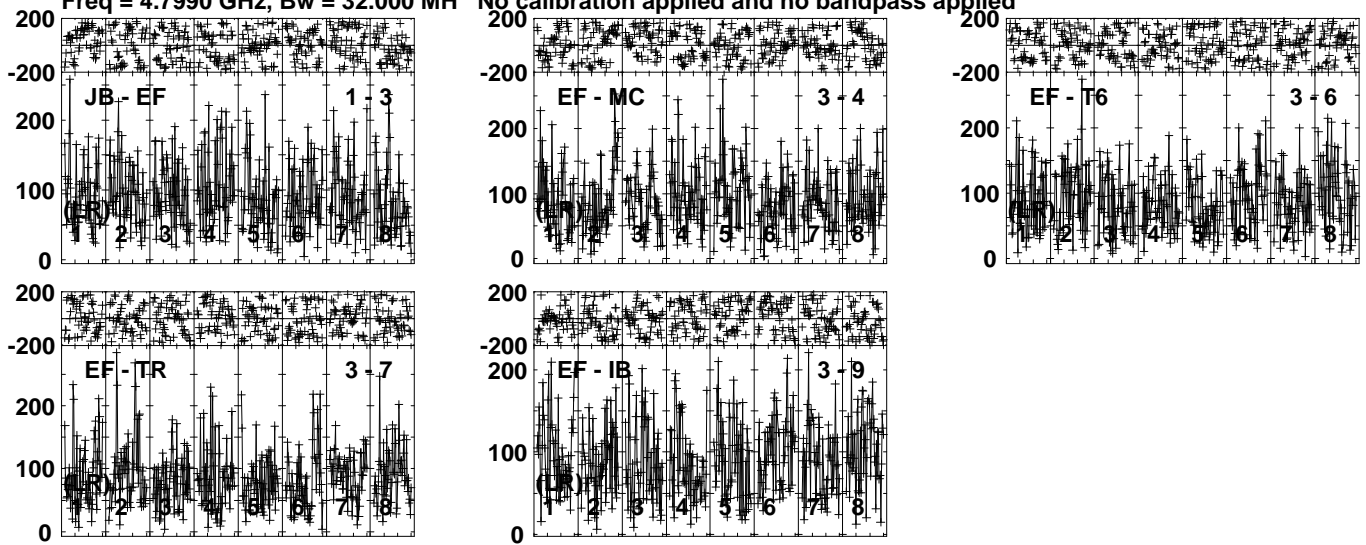 Freq = 4.7990 GHz, Bw = 32.000 MH No calibration applied and no bandpass applied
200
-200
JB - EF 1 - 3
200
100
(LR)
1 2 3 4 5 6 7 8
0
200
-200
EF - MC 3 - 4
200
100
(LR)
1 2 3 4 5 6 7 8
0
200
-200
EF - T6 3 - 6
200
100
(LR)
1 2 3 4 5 6 7 8
0
200
-200
EF - TR 3 - 7
200
100
(LR)
1 2 3 4 5 6 7 8
0
200
-200
EF - IB 3 - 9
200
100
(LR)
1 2 3 4 5 6 7 8
0